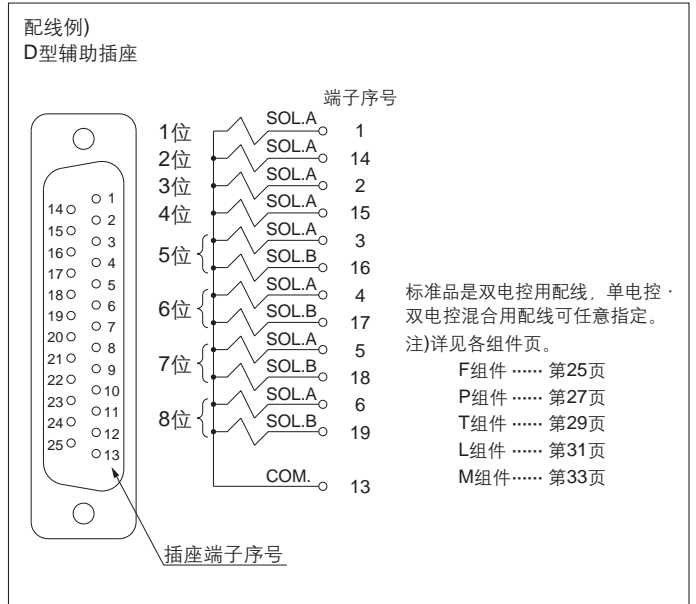 配线例)
D型辅助插座
端子序号
1位 SOL.A 1
2位 SOL.A 14
3位 SOL.A 2
4位 SOL.A 15
5位 SOL.A 3
SOL.B 16
6位 SOL.A 4
SOL.B 17
7位 SOL.A 5
SOL.B 18
8位 SOL.A 6
SOL.B 19
COM. 13
1
14
2
15
3
16
4
17
5
18
6
19
7
20
8
21
9
22
10
23
11
24
12
25
13
插座端子序号
标准品是双电控用配线，单电控·
双电控混合用配线可任意指定。
注)详见各组件页。
F组件 …… 第25页
P组件 …… 第27页
T组件 …… 第29页
L组件 …… 第31页
M组件…… 第33页